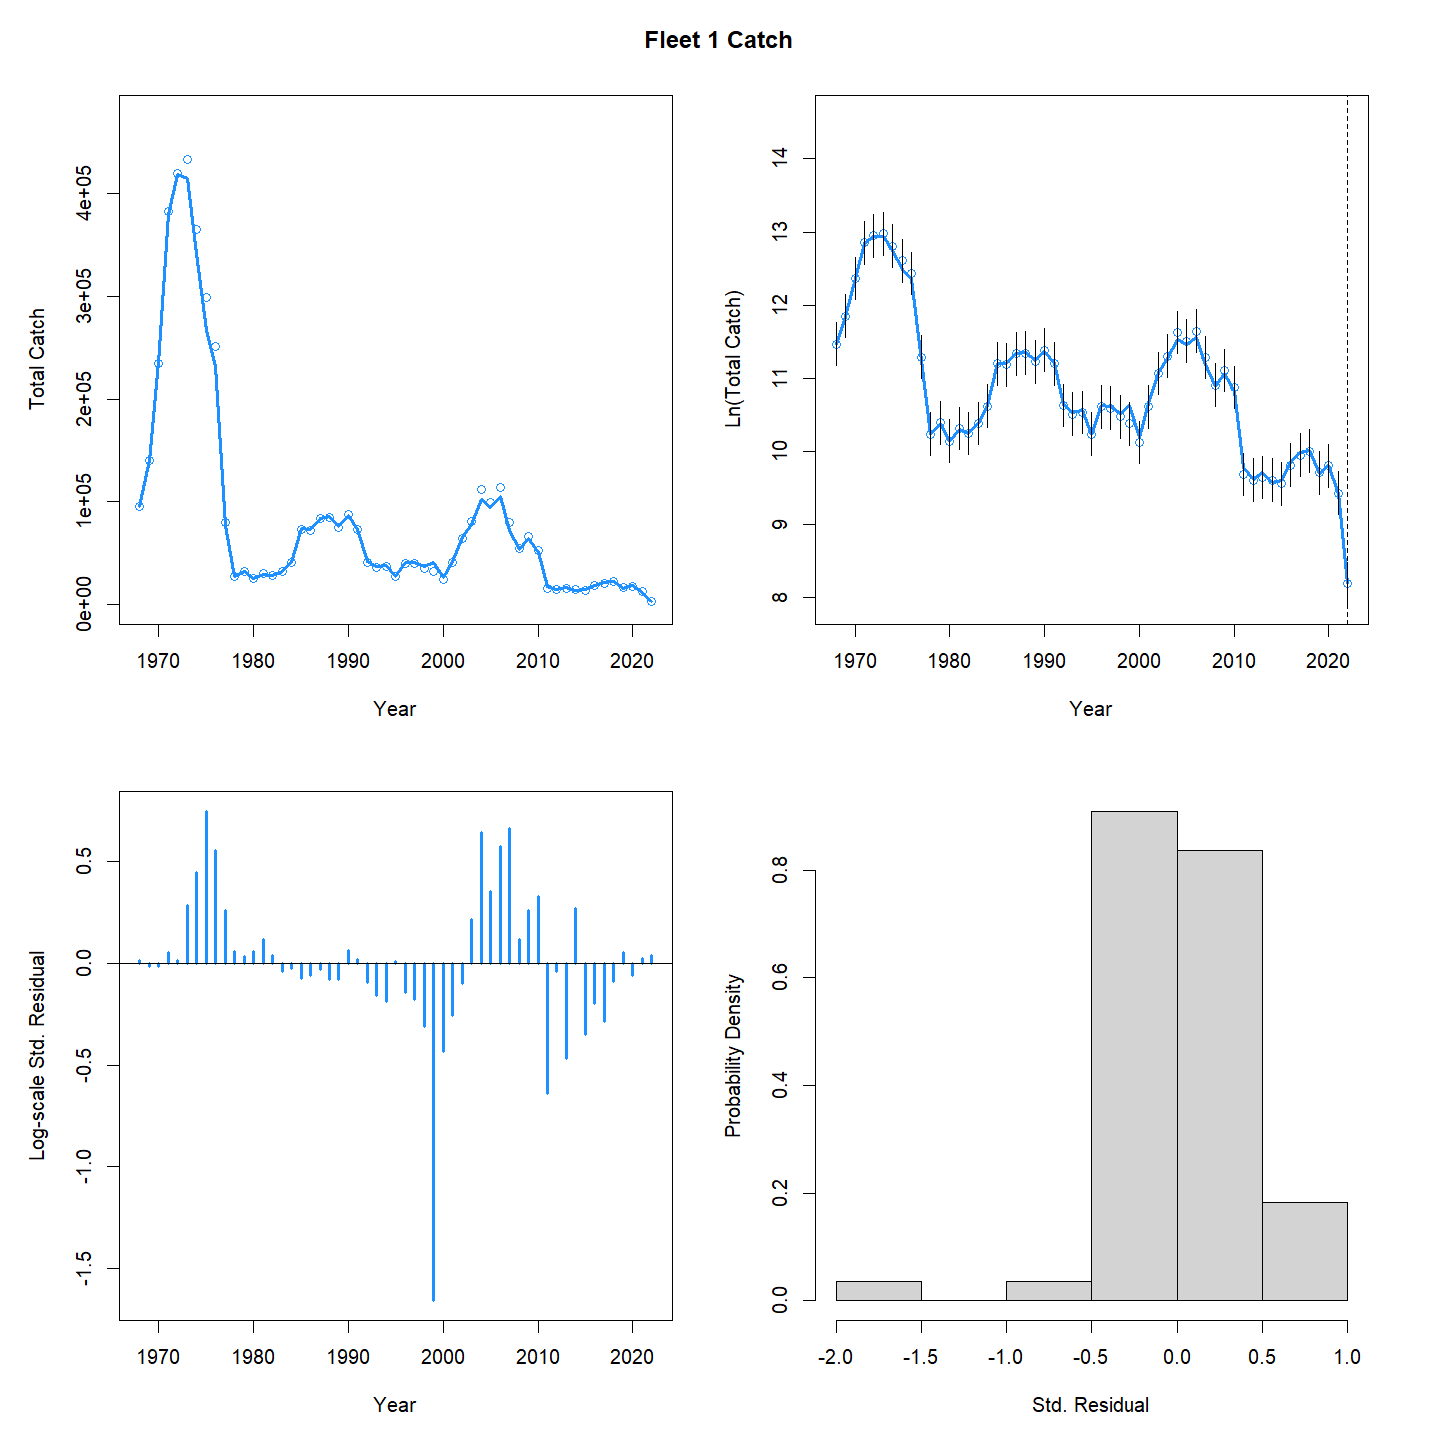 Fleet 1 Catch
Total Catch
0e+00 1e+05 2e+05 3e+05 4e+05
1970 1980 1990 2000 2010 2020
Year
Ln(Total Catch)
8 9 10 11 12 13 14
1970 1980 1990 2000 2010 2020
Year
Log-scale Std. Residual
-1.5 -1.0 -0.5 0.0 0.5
1970 1980 1990 2000 2010 2020
Year
Probability Density
0.0 0.2 0.4 0.6 0.8
-2.0 -1.5 -1.0 -0.5 0.0 0.5 1.0
Std. Residual